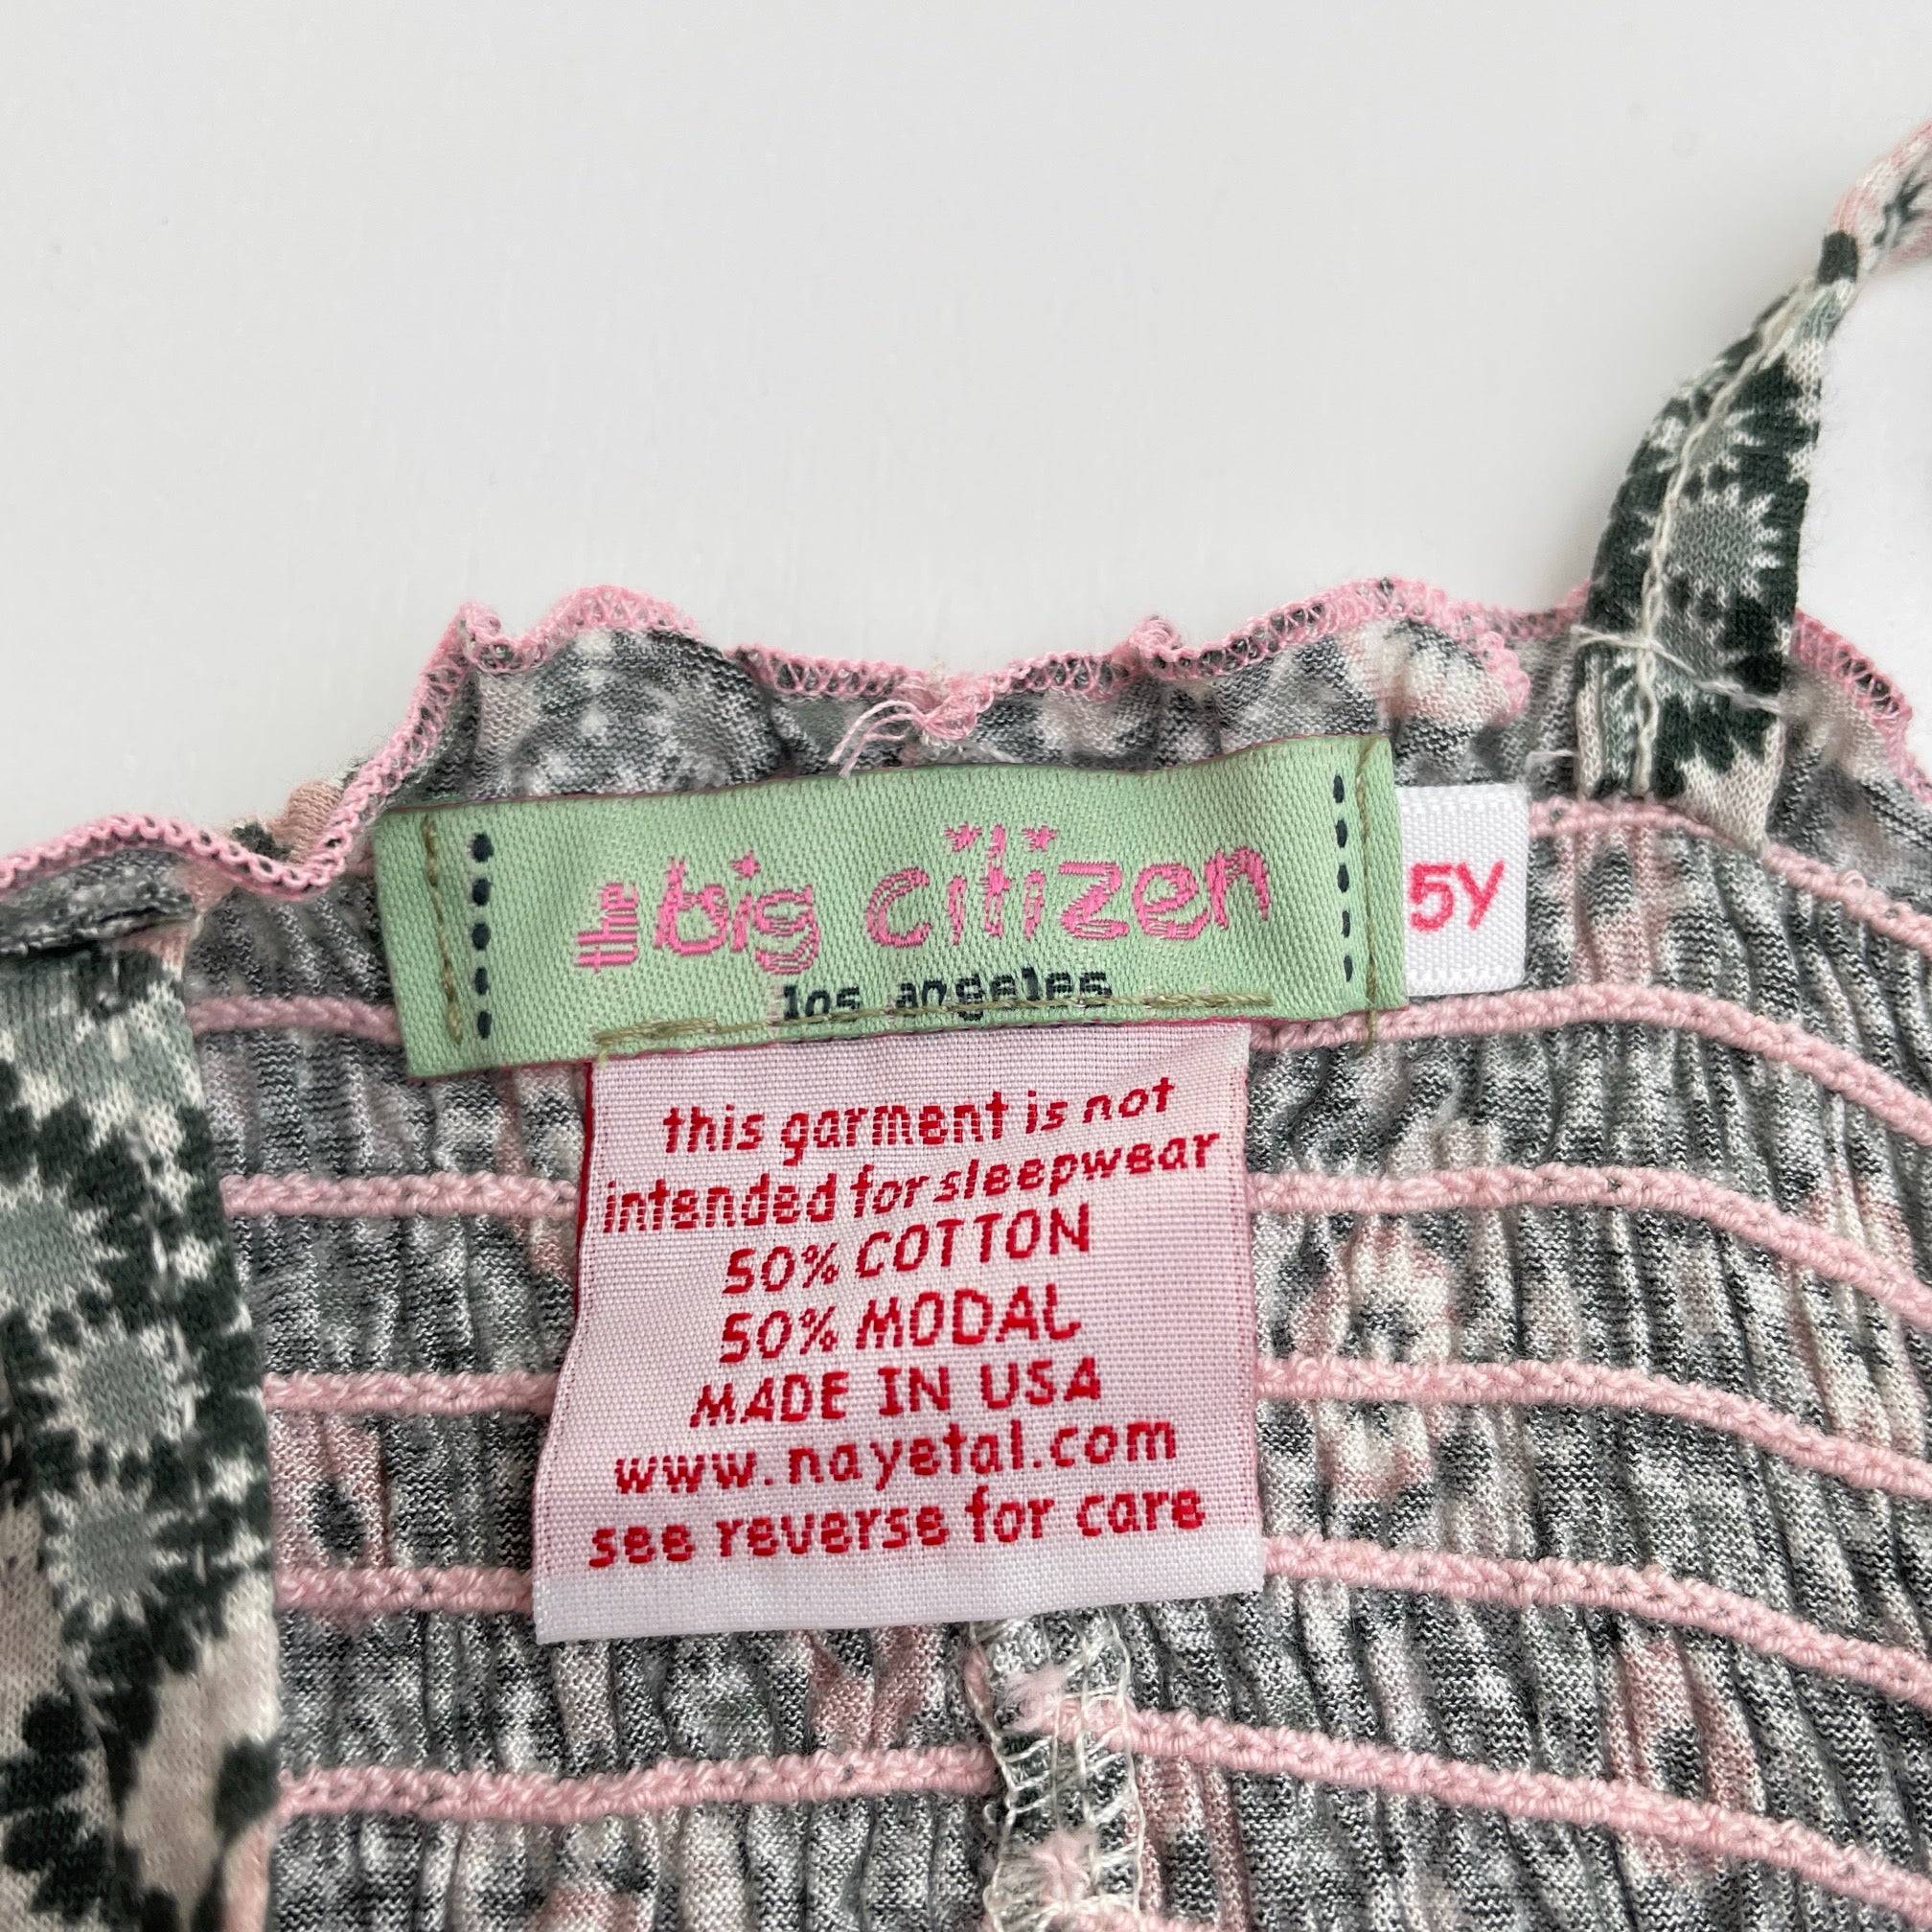 the big citizen
los angeles
5Y
this garment is not
intended for sleepwear
50% COTTON
50% MODAL
MADE IN USA
www.nayetal.com
see reverse for care